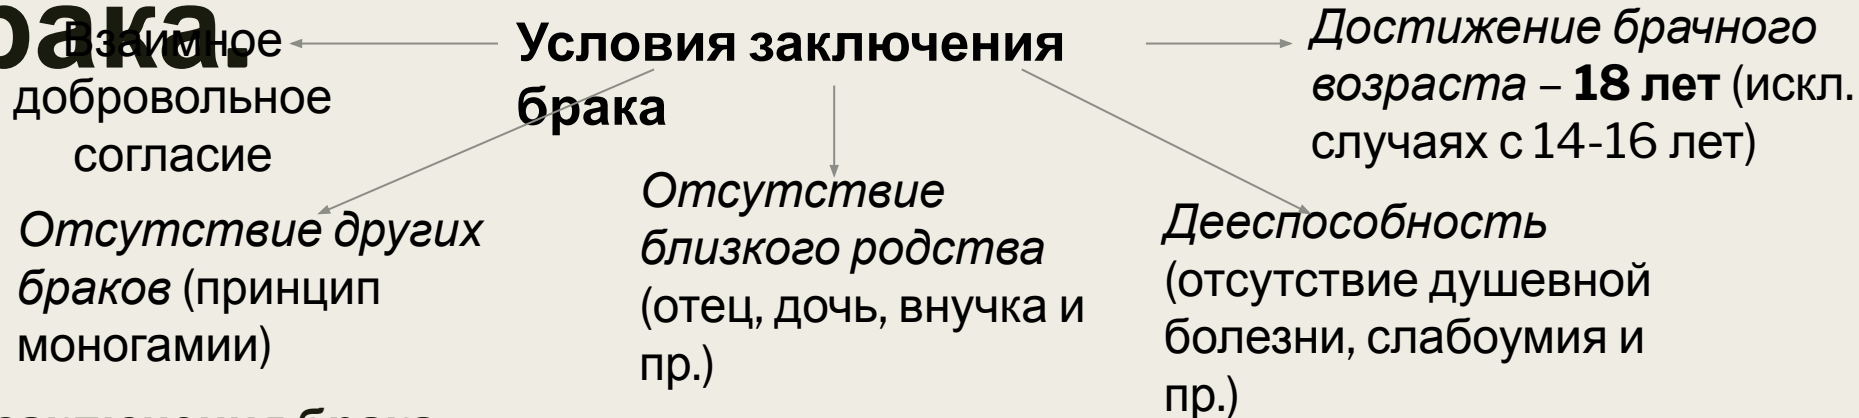 рака.
Условия заключения
брака
Взаимное
добровольное
согласие
Достижение брачного
возраста – 18 лет (искл.
случаях с 14-16 лет)
Отсутствие других
браков (принцип
моногамии)
Отсутствие
близкого родства
(отец, дочь, внучка и
пр.)
Дееспособность
(отсутствие душевной
болезни, слабоумия и
пр.)